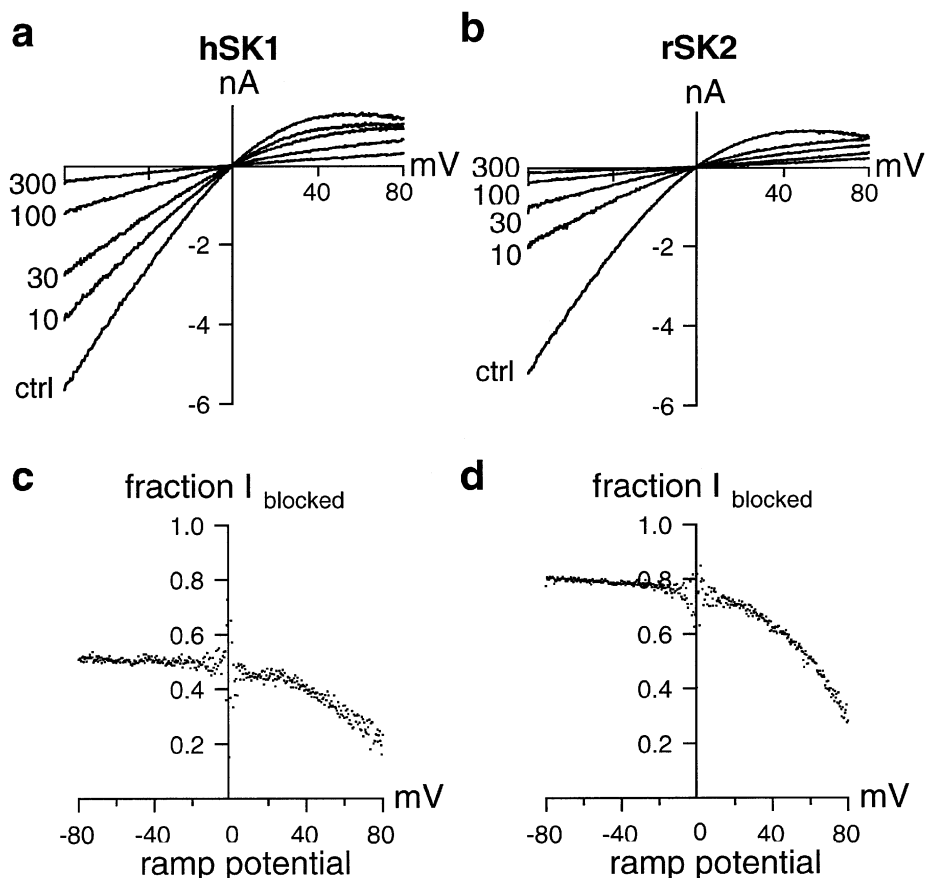 a
hSK1
nA
mV
300
100
30
10
ctrl
40
80
-2
-4
-6
b
rSK2
nA
mV
300
100
30
10
ctrl
40
80
-2
-4
-6
c
fraction I blocked
1.0
0.8
0.6
0.4
0.2
mV
-80 -40 0 40 80
ramp potential
d
fraction I blocked
1.0
0.8
0.6
0.4
0.2
mV
-80 -40 0 40 80
ramp potential